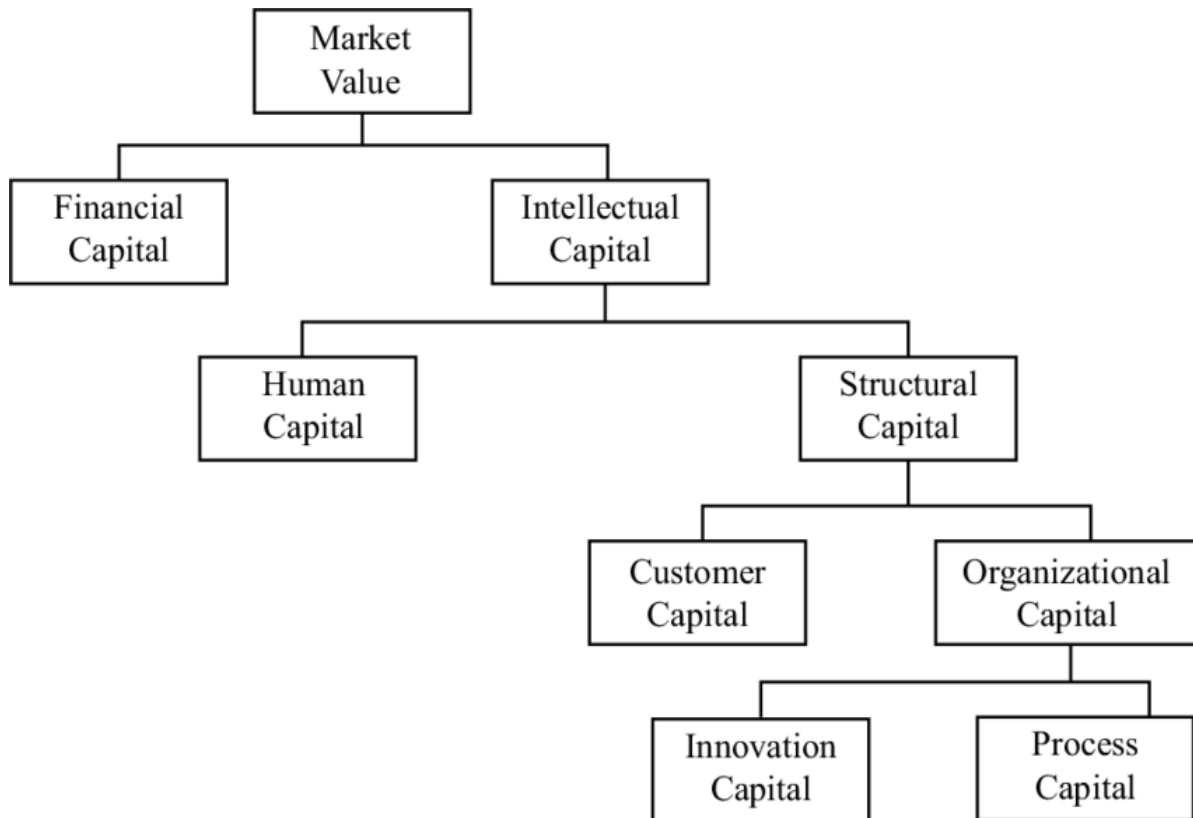 Market
Value
Financial
Capital
Intellectual
Capital
Human
Capital
Structural
Capital
Customer
Capital
Organizational
Capital
Innovation
Capital
Process
Capital